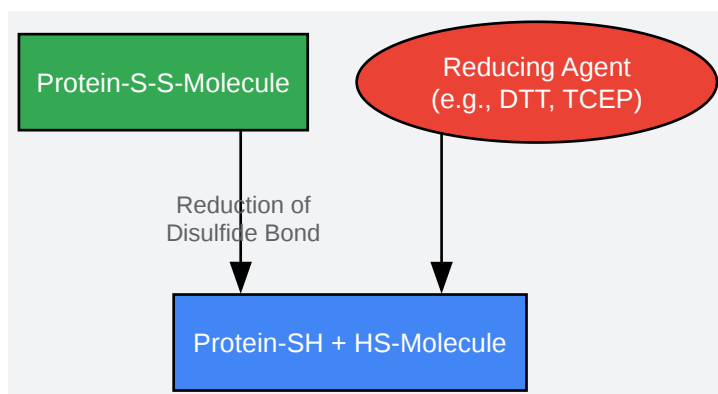 Protein-S-S-Molecule
Reducing Agent
(e.g., DTT, TCEP)
Reduction of
Disulfide Bond
Protein-SH + HS-Molecule